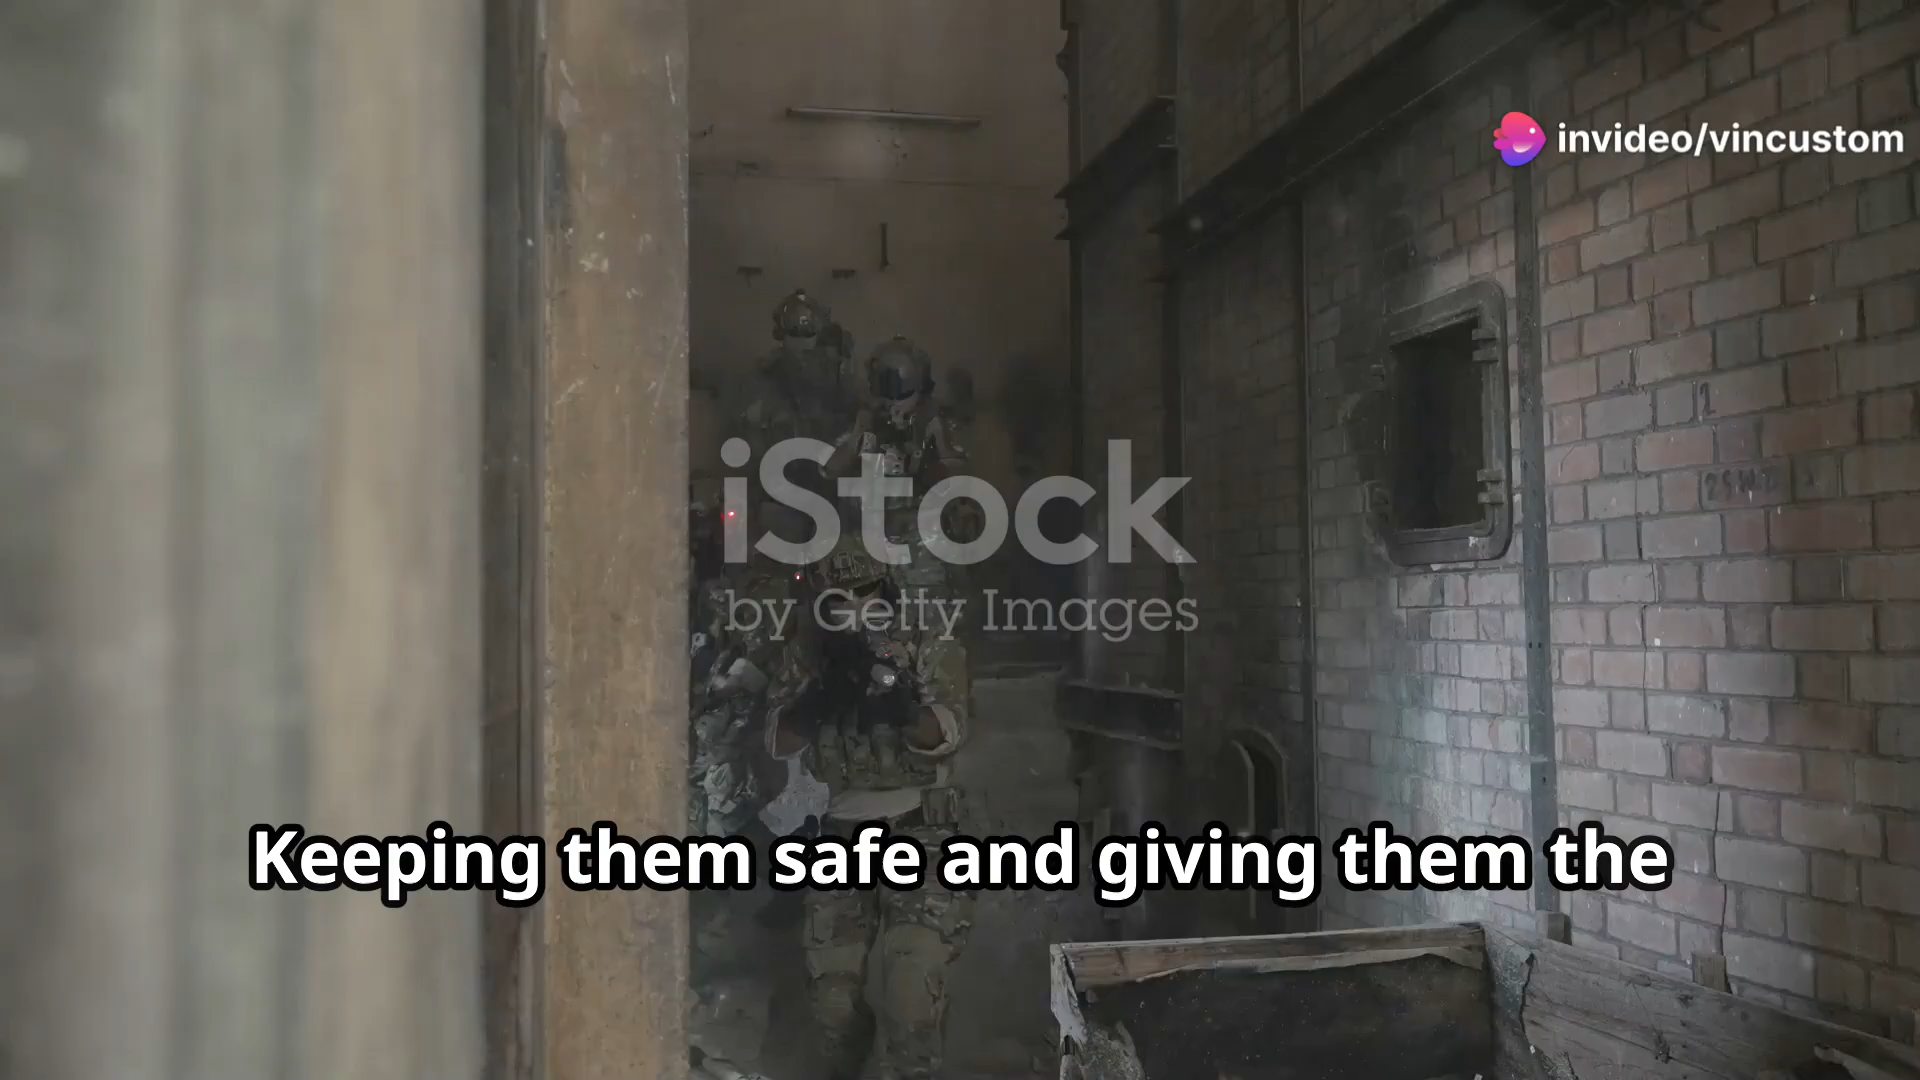 invideo/vincustom
iStock
by Getty Images
Keeping them safe and giving them the